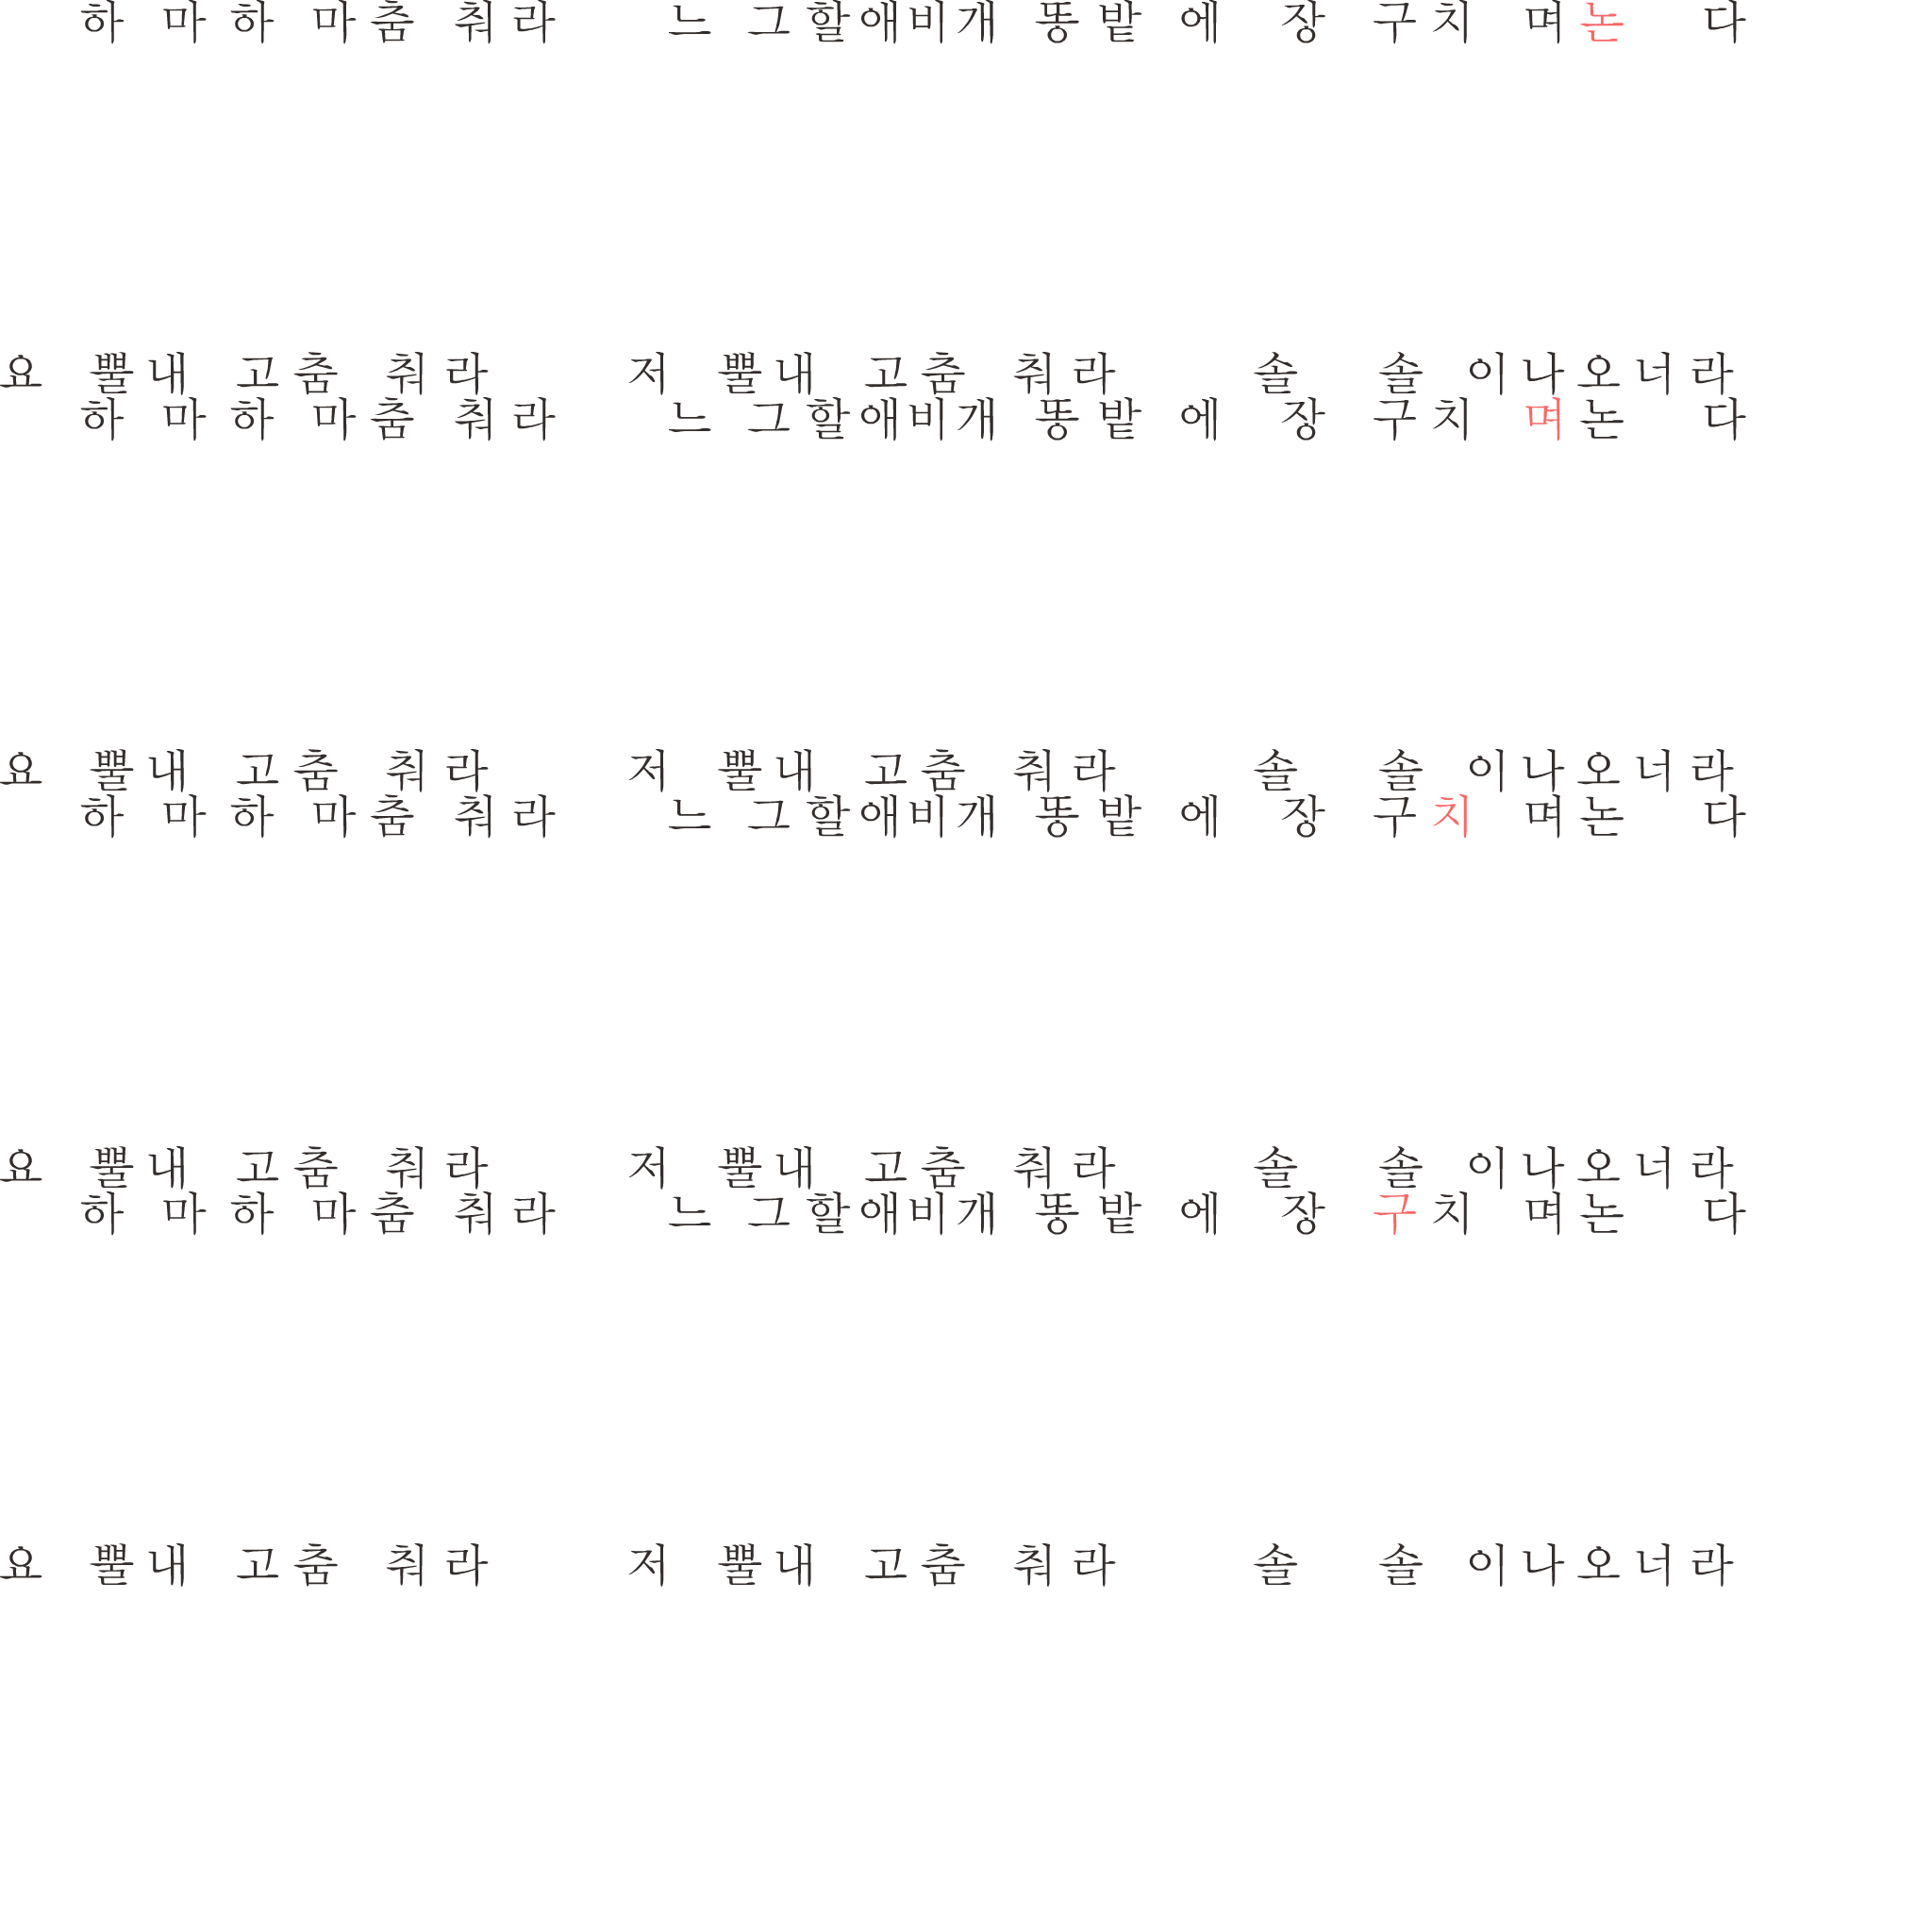 하 마 하 마 춤 취 라 느 그 할 애 비 개 똥 밭 에 장 구 치 며 논 다
요 뿔 내 고 춤 춰 라 저 뿔 내 고 춤 춰 라 솔 솔 이 나 오 너 라
하 마 하 마 춤 춰 라 느 그 할 애 비 개 똥 밭 에 장 구 치 며 논 다
요 뿔 내 고 춤 춰 라 저 뿔 내 고 춤 춰 라 솔 솔 이 나 오 너 라
하 마 하 마 춤 춰 라 느 그 할 애 비 개 똥 밭 에 장 구 치 며 논 다
요 뿔 내 고 춤 춰 라 저 뿔 내 고 춤 춰 라 솔 솔 이 나 오 너 라
하 마 하 마 춤 춰 라 느 그 할 애 비 개 똥 밭 에 장 구 치 며 논 다
요 뿔 내 고 춤 춰 라 저 뿔 내 고 춤 춰 라 솔 솔 이 나 오 너 라